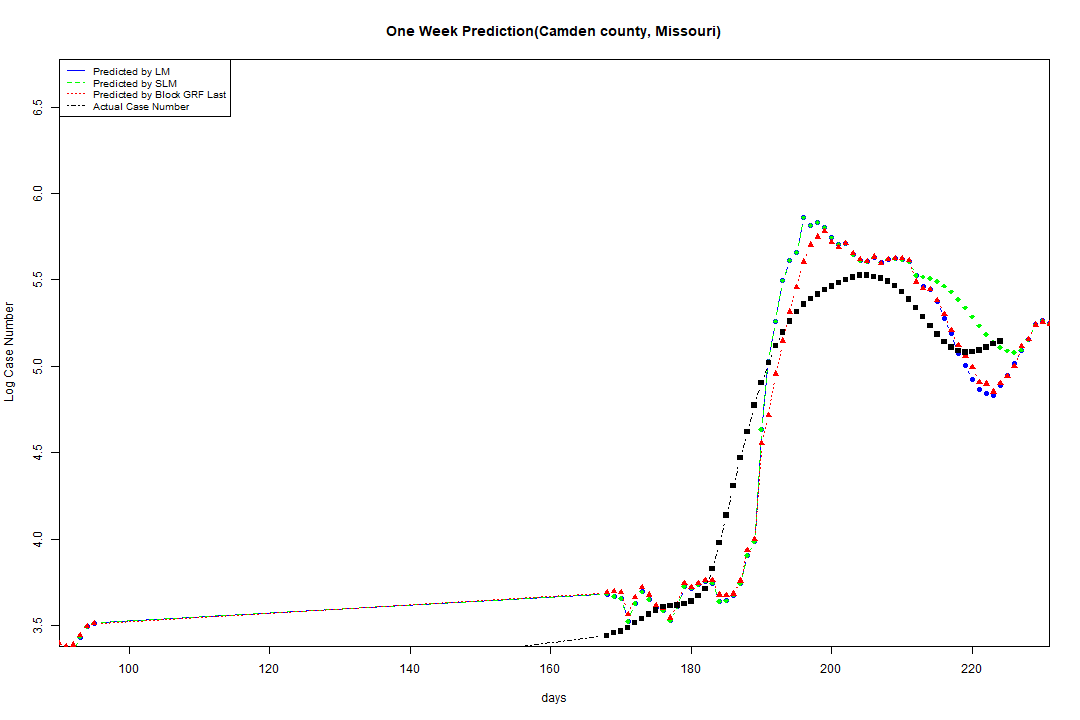 One Week Prediction(Camden county, Missouri)
Predicted by LM
Predicted by SLM
Predicted by Block GRF Last
Actual Case Number
6.5
6.0
5.5
5.0
4.5
4.0
3.5
Log Case Number
100 120 140 160 180 200 220
days